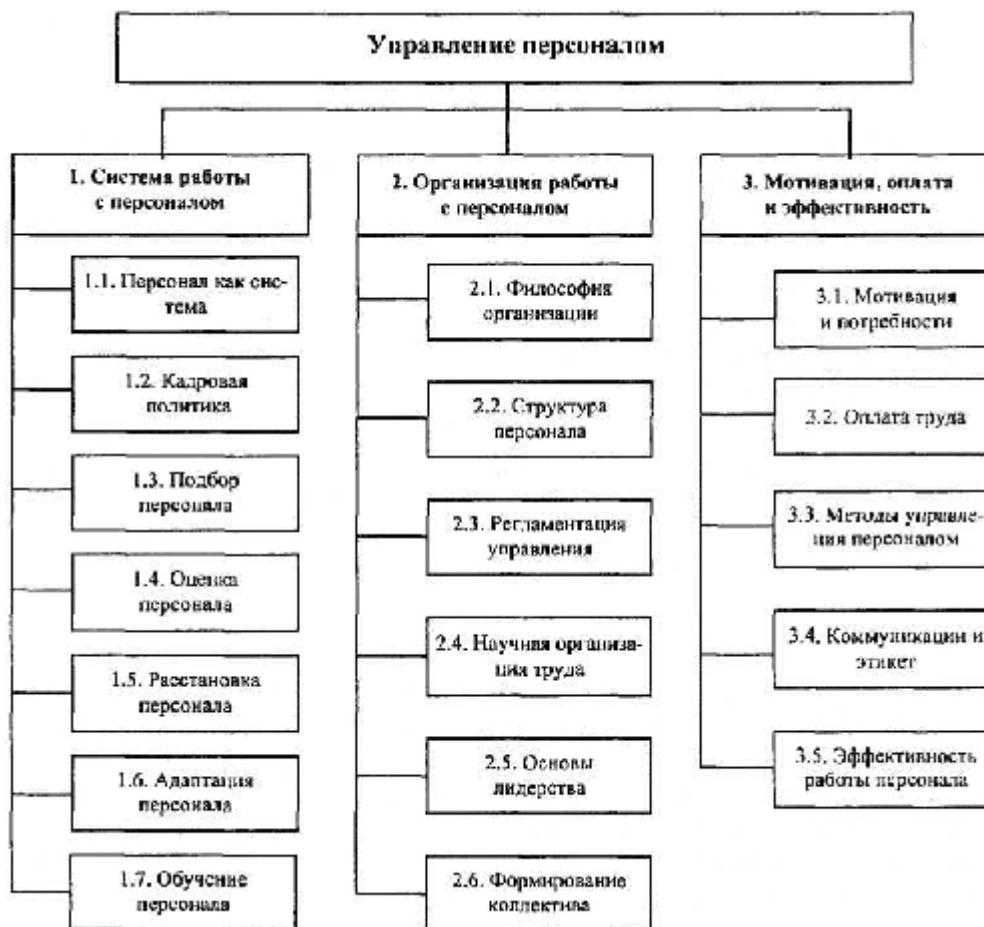 Управление персоналом
1. Система работы
с персоналом
1.1. Персонал как сис-
тема
1.2. Кадровая
политика
1.3. Подбор
персонала
1.4. Оценка
персонала
1.5. Расстановка
персонала
1.6. Адаптация
персонала
1.7. Обучение
персонала
2. Организация работы
с персоналом
2.1. Философия
организации
2.2. Структура
персонала
2.3. Регламентация
управления
2.4. Научная организа-
ция труда
2.5. Основы
лидерства
2.6. Формирование
коллектива
3. Мотивация, оплата
и эффективность
3.1. Мотивация
и потребности
3.2. Оплата труда
3.3. Методы управле-
ния персоналом
3.4. Коммуникации и
этикет
3.5. Эффективность
работы персонала